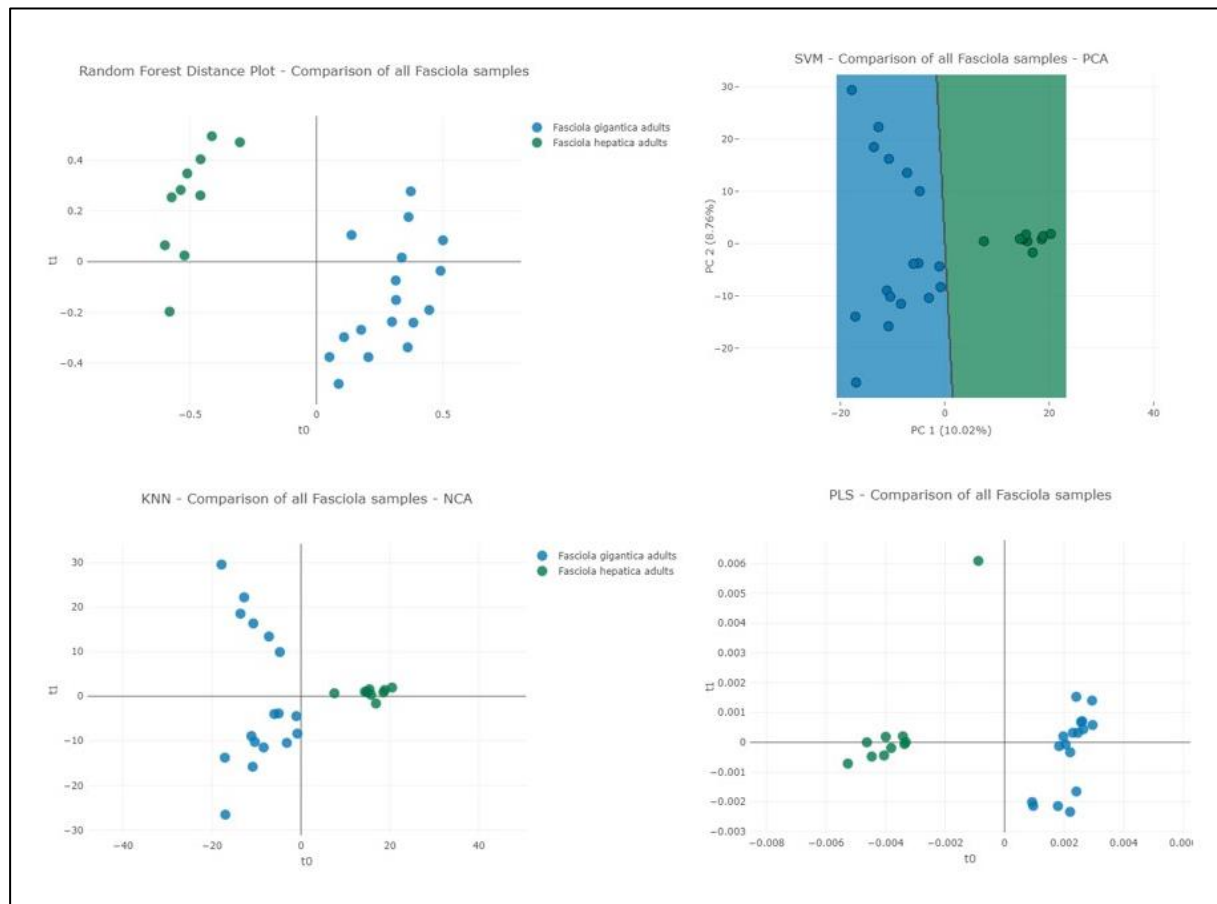 Random Forest Distance Plot - Comparison of all Fasciola samples
Fasciola gigantica adults
Fasciola hepatica adults
0.4
0.2
0
−0.2
−0.4
t1
−0.5
0
0.5
t0
SVM - Comparison of all Fasciola samples - PCA
30
20
10
0
−10
−20
PC 2 (8.76%)
−20
0
20
40
PC 1 (10.02%)
KNN - Comparison of all Fasciola samples - NCA
Fasciola gigantica adults
Fasciola hepatica adults
30
20
10
0
−10
−20
−30
t1
−40
−20
0
20
40
t0
PLS - Comparison of all Fasciola samples
0.006
0.005
0.004
0.003
0.002
0.001
0
−0.001
−0.002
−0.003
t1
−0.008
−0.006
−0.004
−0.002
0
0.002
0.004
t0